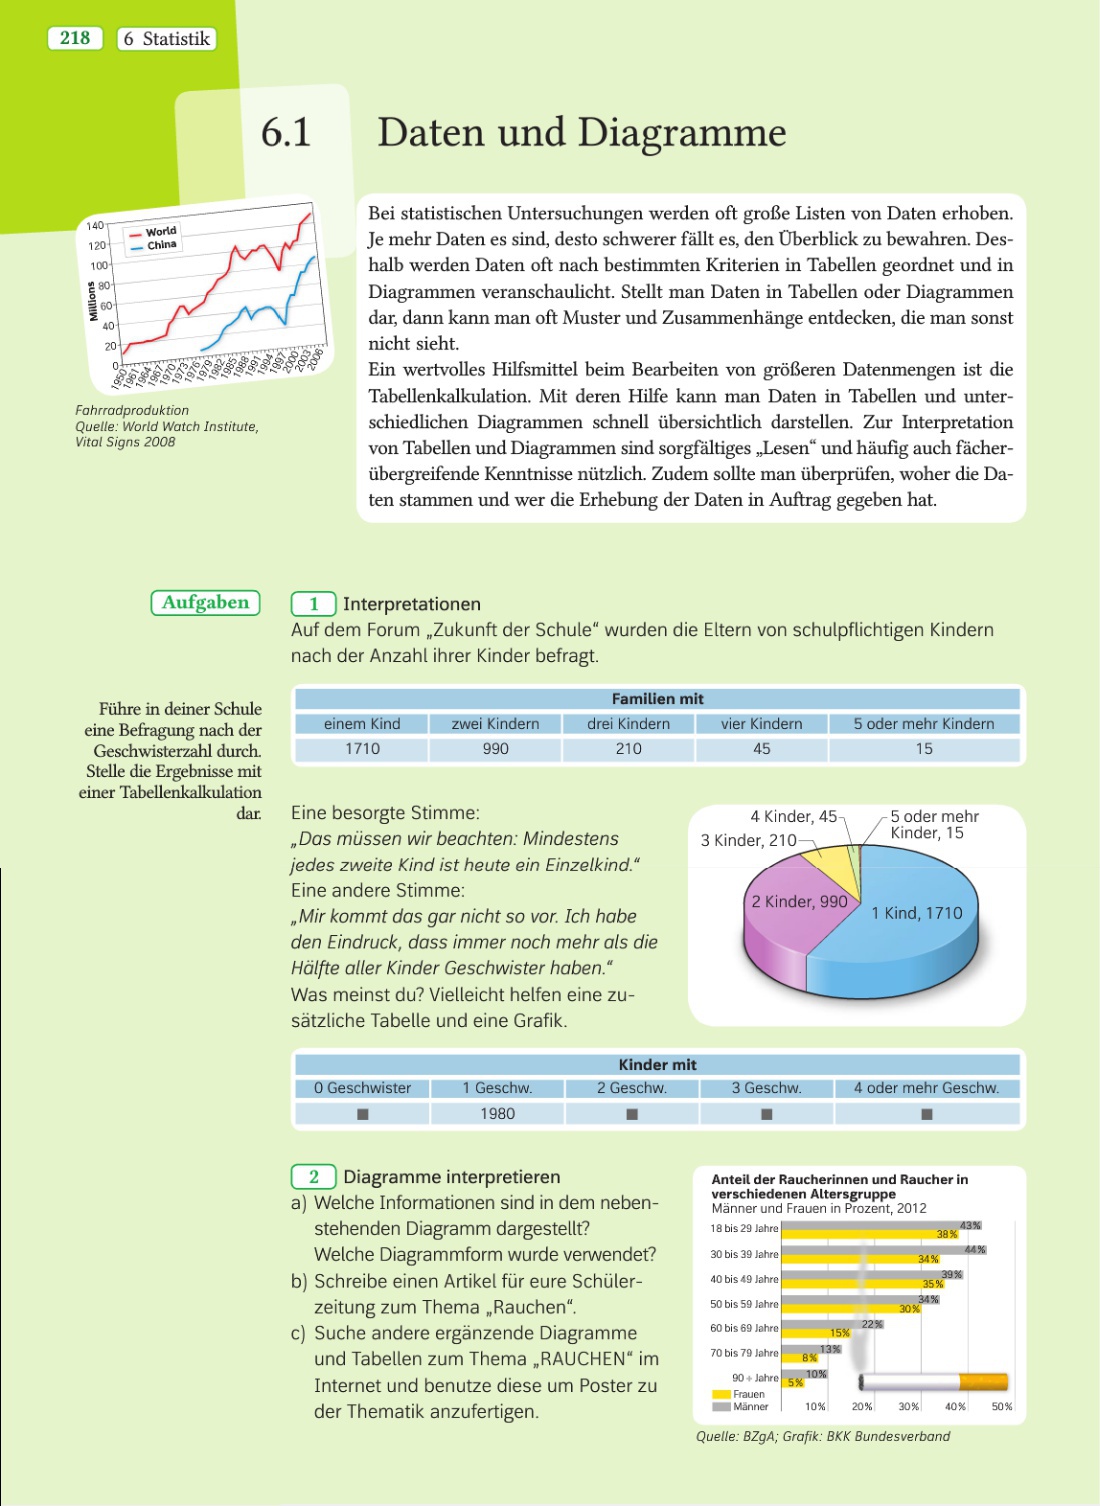 218
6 Statistik
6.1 Daten und Diagramme
140
120
100
80
60
40
20
0
Millions
World
China
1950
1961
1964
1967
1970
1973
1976
1979
1982
1985
1988
1991
1994
1997
2000
2003
2006
Fahrradproduktion
Quelle: World Watch Institute,
Vital Signs 2008
Bei statistischen Untersuchungen werden oft große Listen von Daten erhoben.
Je mehr Daten es sind, desto schwerer fällt es, den Überblick zu bewahren. Des-
halb werden Daten oft nach bestimmten Kriterien in Tabellen geordnet und in
Diagrammen veranschaulicht. Stellt man Daten in Tabellen oder Diagrammen
dar, dann kann man oft Muster und Zusammenhänge entdecken, die man sonst
nicht sieht.
Ein wertvolles Hilfsmittel beim Bearbeiten von größeren Datenmengen ist die
Tabellenkalkulation. Mit deren Hilfe kann man Daten in Tabellen und unter-
schiedlichen Diagrammen schnell übersichtlich darstellen. Zur Interpretation
von Tabellen und Diagrammen sind sorgfältiges „Lesen“ und häufig auch fächer-
übergreifende Kenntnisse nützlich. Zudem sollte man überprüfen, woher die Da-
ten stammen und wer die Erhebung der Daten in Auftrag gegeben hat.
Aufgaben
1 Interpretationen
Auf dem Forum „Zukunft der Schule“ wurden die Eltern von schulpflichtigen Kindern
nach der Anzahl ihrer Kinder befragt.
Führe in deiner Schule
eine Befragung nach der
Geschwisterzahl durch.
Stelle die Ergebnisse mit
einer Tabellenkalkulation
dar.
Familien mit
einem Kind zwei Kindern drei Kindern vier Kindern 5 oder mehr Kindern
1710 990 210 45 15
Eine besorgte Stimme:
„Das müssen wir beachten: Mindestens
jedes zweite Kind ist heute ein Einzelkind.“
Eine andere Stimme:
„Mir kommt das gar nicht so vor. Ich habe
den Eindruck, dass immer noch mehr als die
Hälfte aller Kinder Geschwister haben.“
Was meinst du? Vielleicht helfen eine zu-
sätzliche Tabelle und eine Grafik.
4 Kinder, 45
5 oder mehr
Kinder, 15
3 Kinder, 210
2 Kinder, 990
1 Kind, 1710
Kinder mit
0 Geschwister 1 Geschw. 2 Geschw. 3 Geschw. 4 oder mehr Geschw.
■ 1980 ■ ■ ■
2 Diagramme interpretieren
a) Welche Informationen sind in dem neben-
stehenden Diagramm dargestellt?
Welche Diagrammform wurde verwendet?
b) Schreibe einen Artikel für eure Schüler-
zeitung zum Thema „Rauchen“.
c) Suche andere ergänzende Diagramme
und Tabellen zum Thema „RAUCHEN“ im
Internet und benutze diese um Poster zu
der Thematik anzufertigen.
Anteil der Raucherinnen und Raucher in
verschiedenen Altersgruppe
Männer und Frauen in Prozent, 2012
18 bis 29 Jahre 43%
38%
30 bis 39 Jahre 44%
34%
40 bis 49 Jahre 39%
35%
50 bis 59 Jahre 34%
30%
60 bis 69 Jahre 22%
15%
70 bis 79 Jahre 13%
8%
90 ÷ Jahre 10%
5%
Frauen
Männer
10% 20% 30% 40% 50%
Quelle: BZgA; Grafik: BKK Bundesverband